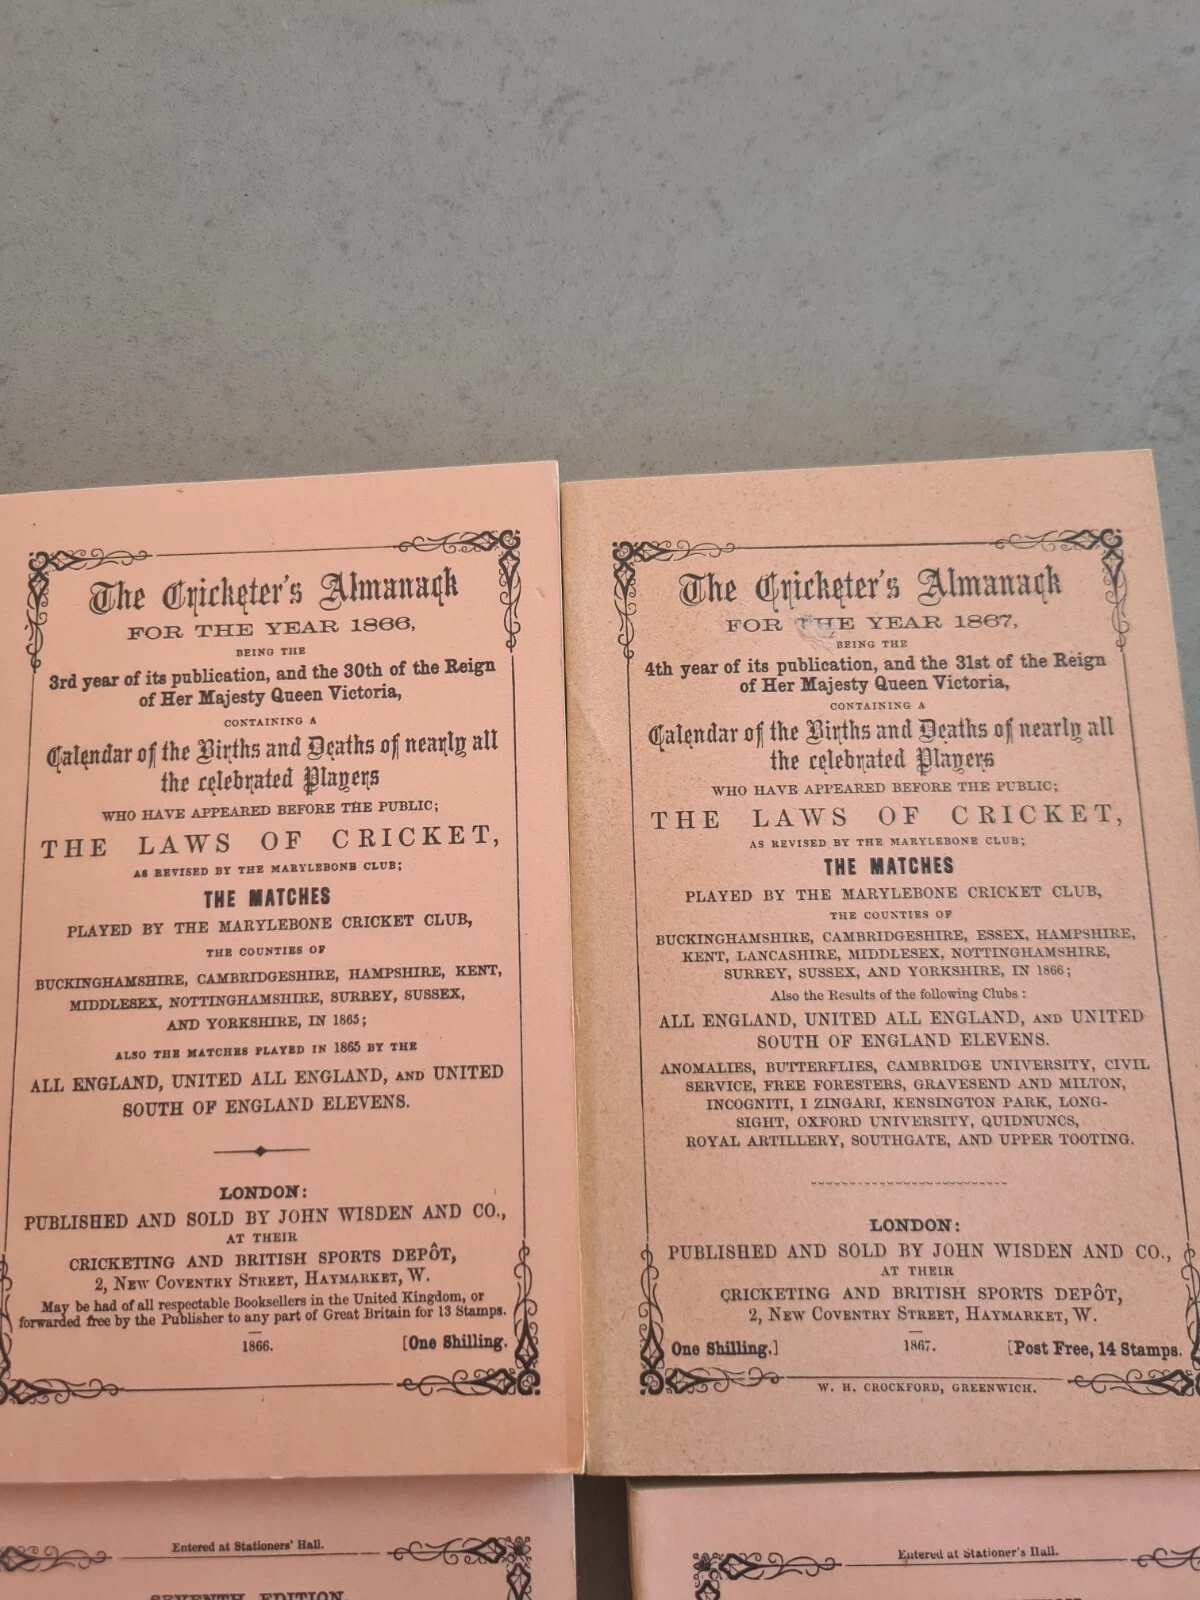 The Cricketer's Almanack
FOR THE YEAR 1866,
BEING THE
3rd year of its publication, and the 30th of the Reign
of Her Majesty Queen Victoria,
CONTAINING A
Calendar of the Births and Deaths of nearly all
the celebrated Players
WHO HAVE APPEARED BEFORE THE PUBLIC;
THE LAWS OF CRICKET,
AS REVISED BY THE MARYLEBONE CLUB;
THE MATCHES
PLAYED BY THE MARYLEBONE CRICKET CLUB,
THE COUNTIES OF
BUCKINGHAMSHIRE, CAMBRIDGESHIRE, HAMPSHIRE, KENT,
MIDDLESEX, NOTTINGHAMSHIRE, SURREY, SUSSEX,
AND YORKSHIRE, IN 1865;
ALSO THE MATCHES PLAYED IN 1865 BY THE
ALL ENGLAND, UNITED ALL ENGLAND, AND UNITED
SOUTH OF ENGLAND ELEVENS.
LONDON:
PUBLISHED AND SOLD BY JOHN WISDEN AND CO.,
AT THEIR
CRICKETING AND BRITISH SPORTS DEPÔT,
2, NEW COVENTRY STREET, HAYMARKET, W.
May be had of all respectable Booksellers in the United Kingdom, or
forwarded free by the Publisher to any part of Great Britain for 13 Stamps.
1866. [One Shilling.
The Cricketer's Almanack
FOR THE YEAR 1867,
BEING THE
4th year of its publication, and the 31st of the Reign
of Her Majesty Queen Victoria,
CONTAINING A
Calendar of the Births and Deaths of nearly all
the celebrated Players
WHO HAVE APPEARED BEFORE THE PUBLIC;
THE LAWS OF CRICKET,
AS REVISED BY THE MARYLEBONE CLUB;
THE MATCHES
PLAYED BY THE MARYLEBONE CRICKET CLUB,
THE COUNTIES OF
BUCKINGHAMSHIRE, CAMBRIDGESHIRE, ESSEX, HAMPSHIRE,
KENT, LANCASHIRE, MIDDLESEX, NOTTINGHAMSHIRE,
SURREY, SUSSEX, AND YORKSHIRE, IN 1866;
Also the Results of the following Clubs:
ALL ENGLAND, UNITED ALL ENGLAND, AND UNITED
SOUTH OF ENGLAND ELEVENS.
ANOMALIES, BUTTERFLIES, CAMBRIDGE UNIVERSITY, CIVIL
SERVICE, FREE FORESTERS, GRAVESEND AND MILTON,
INCOGNITI, I ZINGARI, KENSINGTON PARK, LONG-
SIGHT, OXFORD UNIVERSITY, QUIDNUNCS,
ROYAL ARTILLERY, SOUTHGATE, AND UPPER TOOTING.
LONDON:
PUBLISHED AND SOLD BY JOHN WISDEN AND CO.,
AT THEIR
CRICKETING AND BRITISH SPORTS DEPÔT,
2, NEW COVENTRY STREET, HAYMARKET, W.
One Shilling.] 1867. [Post Free, 14 Stamps.
W. H. CROCKFORD, GREENWICH.
Entered at Stationers' Hall.
SEVENTH EDITION.
Entered at Stationer's Hall.